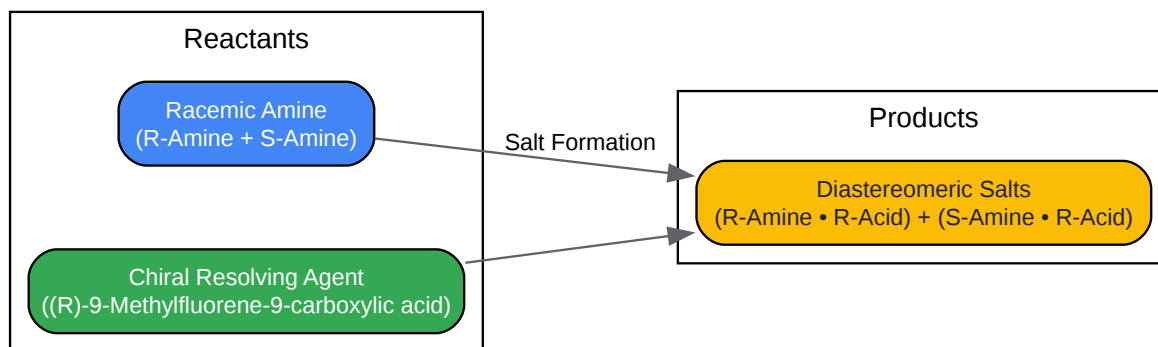 Reactants
Racemic Amine
(R-Amine + S-Amine)
Salt Formation
Products
Diastereomeric Salts
(R-Amine • R-Acid) + (S-Amine • R-Acid)
Chiral Resolving Agent
((R)-9-Methylfluorene-9-carboxylic acid)